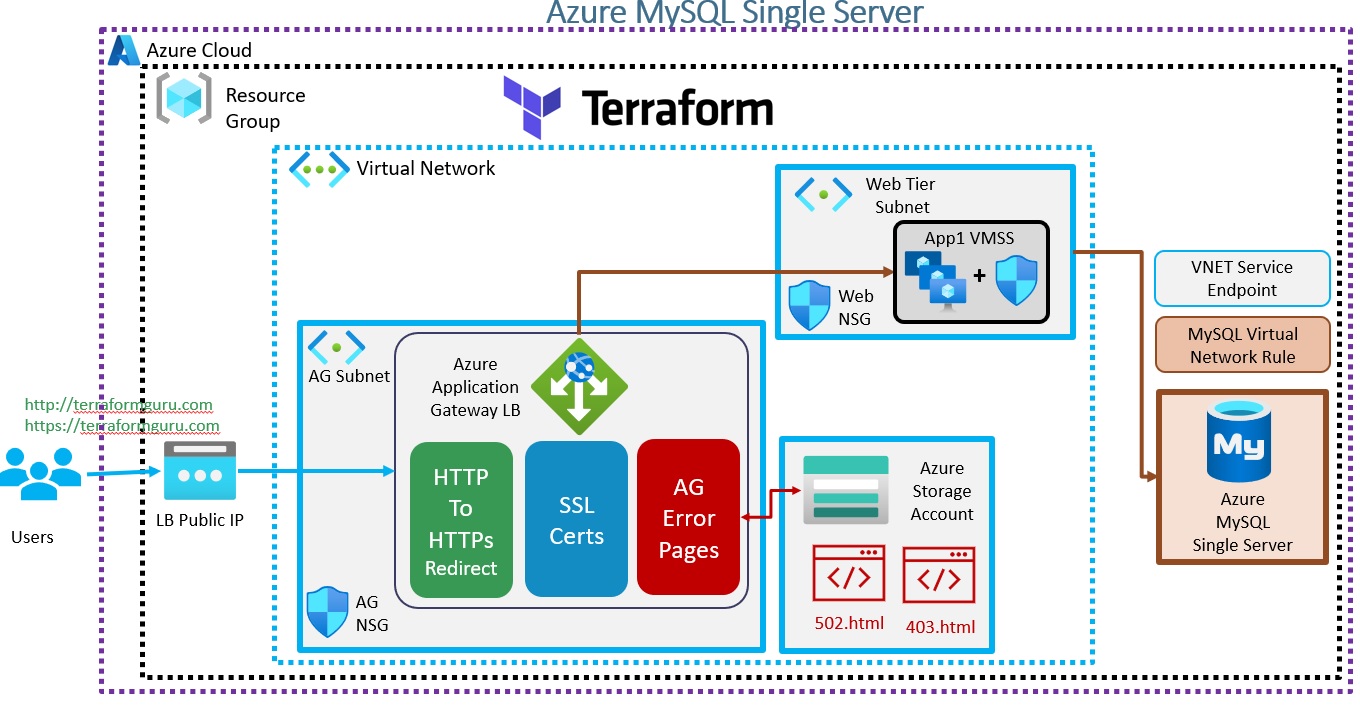 Azure MySQL Single Server
Azure Cloud
Resource
Group
Terraform
Virtual Network
Web Tier
Subnet
App1 VMSS
+
Web
NSG
VNET Service
Endpoint
MySQL Virtual
Network Rule
My
Azure
MySQL
Single Server
AG Subnet
Azure
Application
Gateway LB
HTTP
To
HTTPs
Redirect
SSL
Certs
AG
Error
Pages
AG
NSG
Azure
Storage
Account
</>
</>
502.html
403.html
http://terraformguru.com
https://terraformguru.com
LB Public IP
Users